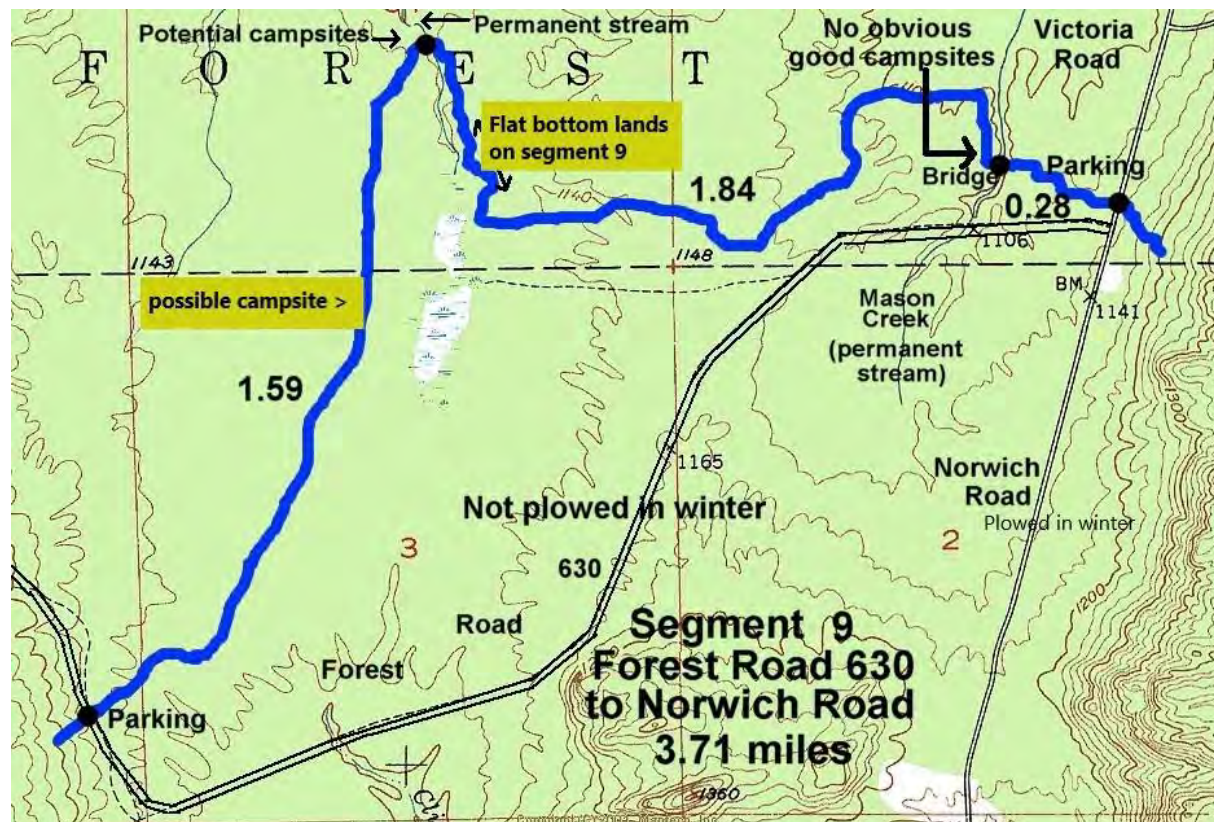 Permanent stream
Potential campsites
No obvious
good campsites
Victoria
Road
F O R E S T
Flat bottom lands
on segment 9
1140
1.84
Bridge
Parking
0.28
1106
1143
1148
BM
1141
possible campsite >
Mason
Creek
(permanent
stream)
1.59
1300
1165
Norwich
Road
Plowed in winter
Not plowed in winter
3
2
630
1200
Road
Forest
Segment 9
Forest Road 630
to Norwich Road
3.71 miles
Parking
1360